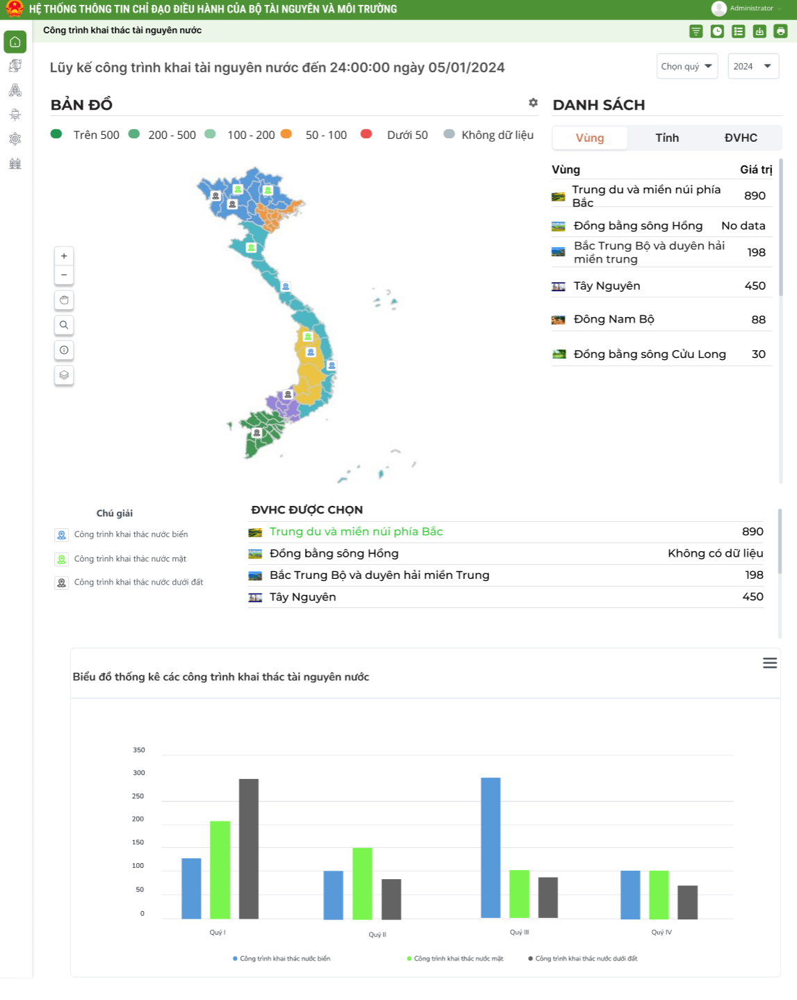 HỆ THỐNG THÔNG TIN CHỈ ĐẠO ĐIỀU HÀNH CỦA BỘ TÀI NGUYÊN VÀ MÔI TRƯỜNG
Administrator
Công trình khai thác tài nguyên nước
Lũy kế công trình khai tài nguyên nước đến 24:00:00 ngày 05/01/2024
Chọn quý
2024
BẢN ĐỒ
Trên 500
200 - 500
100 - 200
50 - 100
Dưới 50
Không dữ liệu
+
−
DANH SÁCH
Vùng
Tỉnh
ĐVHC
Vùng Giá trị
Trung du và miền núi phía
Bắc
890
Đồng bằng sông Hồng No data
Bắc Trung Bộ và duyên hải
miền trung
198
Tây Nguyên 450
Đông Nam Bộ 88
Đồng bằng sông Cửu Long 30
Chú giải
Công trình khai thác nước biển
Công trình khai thác nước mặt
Công trình khai thác nước dưới đất
ĐVHC ĐƯỢC CHỌN
Trung du và miền núi phía Bắc 890
Đồng bằng sông Hồng Không có dữ liệu
Bắc Trung Bộ và duyên hải miền Trung 198
Tây Nguyên 450
Biểu đồ thống kê các công trình khai thác tài nguyên nước
350
300
250
200
150
100
50
0
Quý I
Quý II
Quý III
Quý IV
Công trình khai thác nước biển
Công trình khai thác nước mặt
Công trình khai thác nước dưới đất